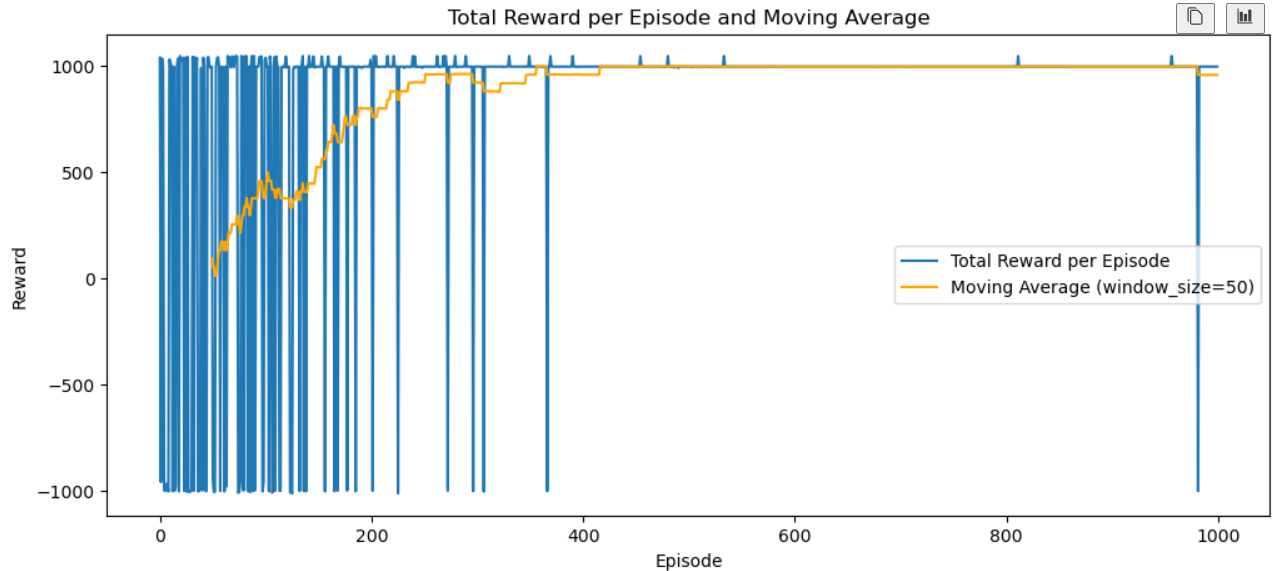 Total Reward per Episode and Moving Average
1000
500
0
−500
−1000
Reward
Total Reward per Episode
Moving Average (window_size=50)
0
200
400
600
800
1000
Episode